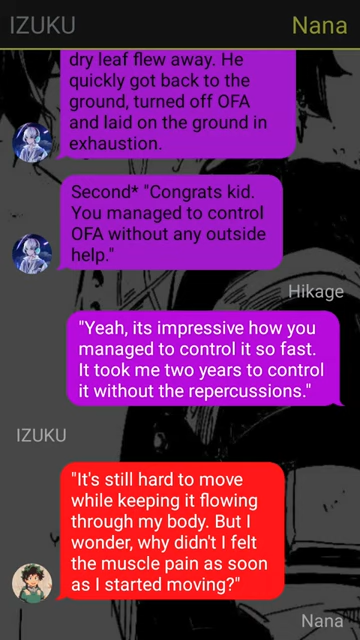 IZUKU Nana
dry leaf flew away. He
quickly got back to the
ground, turned off OFA
and laid on the ground in
exhaustion.
Second* "Congrats kid.
You managed to control
OFA without any outside
help."
Hikage
"Yeah, its impressive how you
managed to control it so fast.
It took me two years to control
it without the repercussions."
IZUKU
"It's still hard to move
while keeping it flowing
through my body. But I
wonder, why didn't I felt
the muscle pain as soon
as I started moving?"
Nana